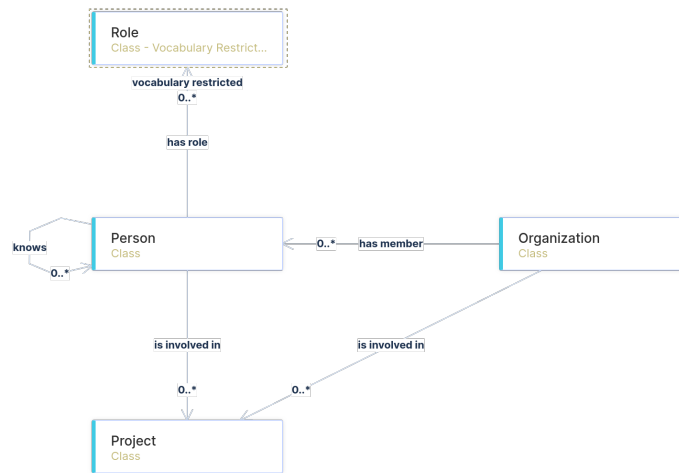 Role
Class - Vocabulary Restrict...
vocabulary restricted
0..*
has role
Person
Class
knows
0..*
0..*
has member
Organization
Class
is involved in
is involved in
0..*
0..*
Project
Class